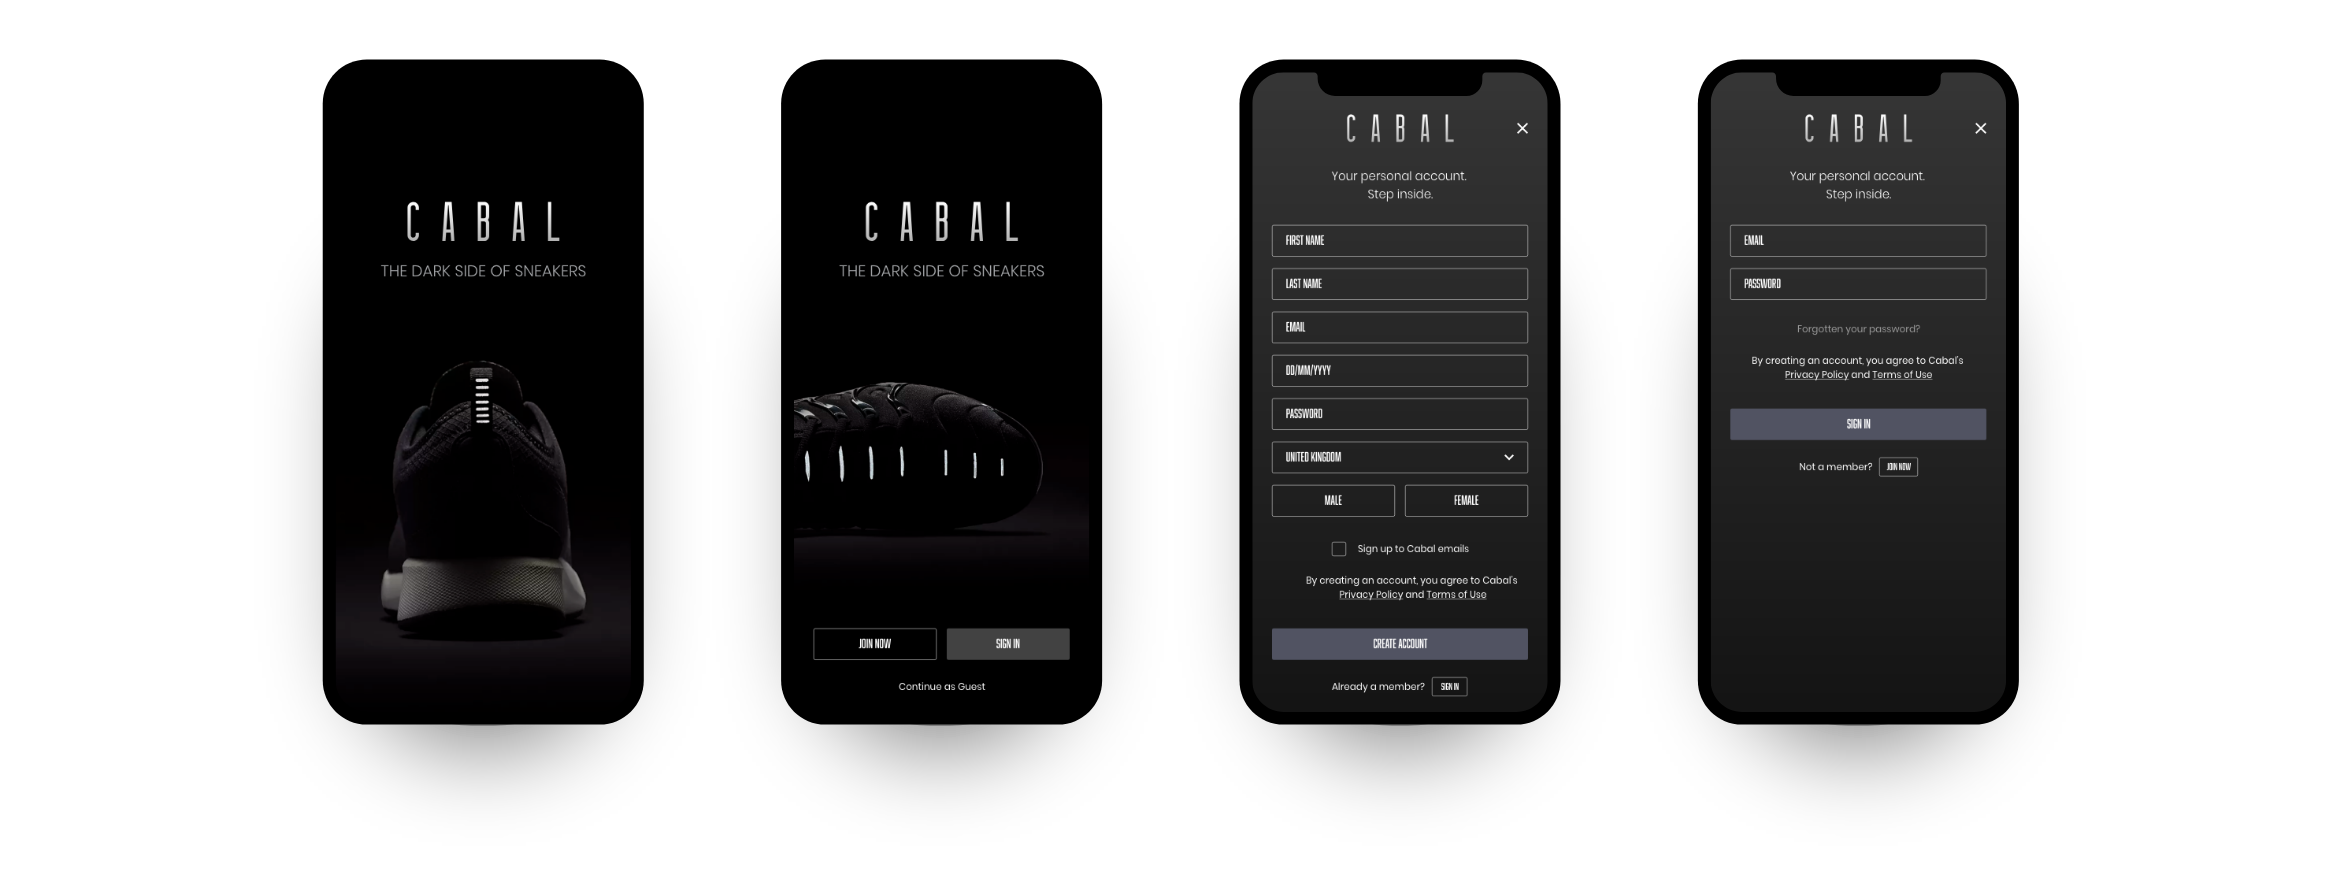 CABAL
THE DARK SIDE OF SNEAKERS
CABAL
THE DARK SIDE OF SNEAKERS
JOIN NOW
SIGN IN
Continue as Guest
CABAL
Your personal account.
Step inside.
FIRST NAME
LAST NAME
EMAIL
DD/MM/YYYY
PASSWORD
UNITED KINGDOM
MALE
FEMALE
Sign up to Cabal emails
By creating an account, you agree to Cabal's
Privacy Policy and Terms of Use
CREATE ACCOUNT
Already a member? SIGN IN
CABAL
Your personal account.
Step inside.
EMAIL
PASSWORD
Forgotten your password?
By creating an account, you agree to Cabal's
Privacy Policy and Terms of Use
SIGN IN
Not a member? JOIN NOW